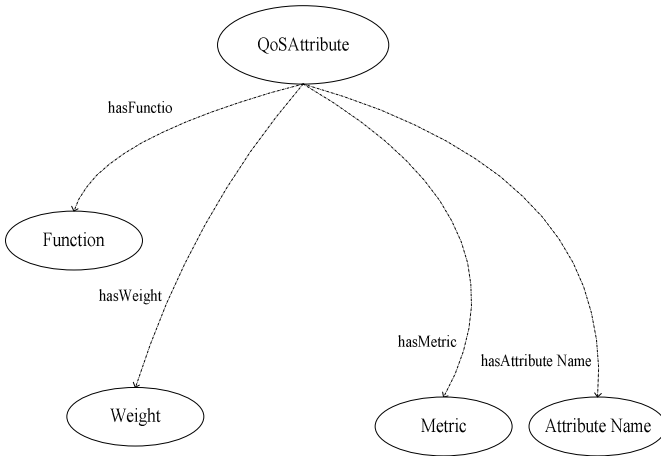 QoSAttribute
hasFunctio
Function
hasWeight
hasMetric
hasAttribute Name
Weight
Metric
Attribute Name